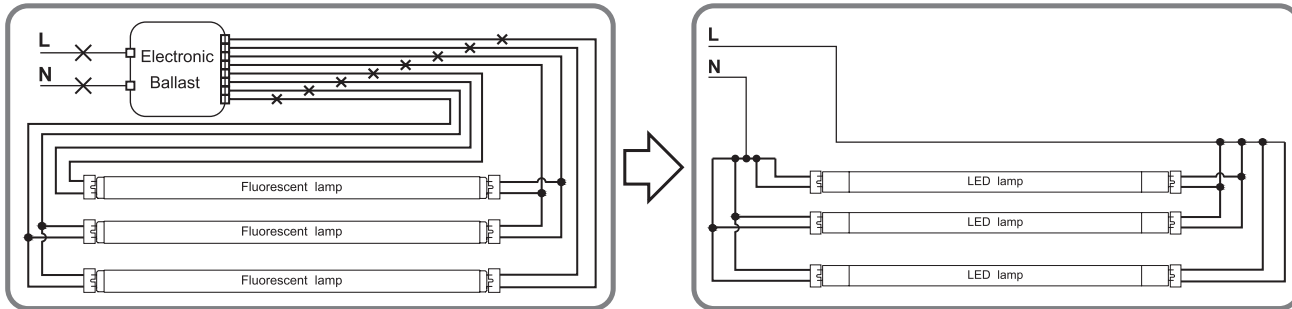 L
N
Electronic
Ballast
Fluorescent lamp
Fluorescent lamp
Fluorescent lamp
L
N
LED lamp
LED lamp
LED lamp